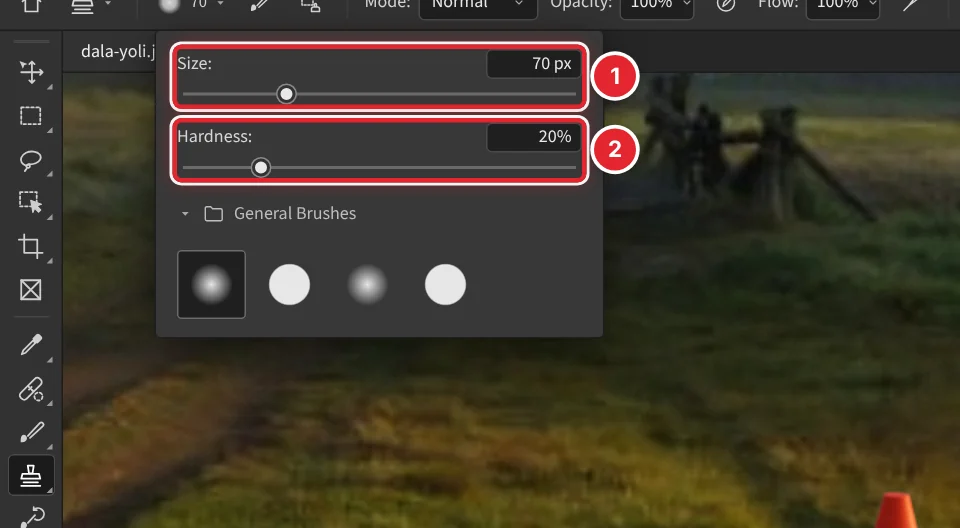 70
Mode: Normal Opacity: 100% Flow: 100%
dala-yoli.j
Size: 70 px
1
Hardness: 20%
2
General Brushes